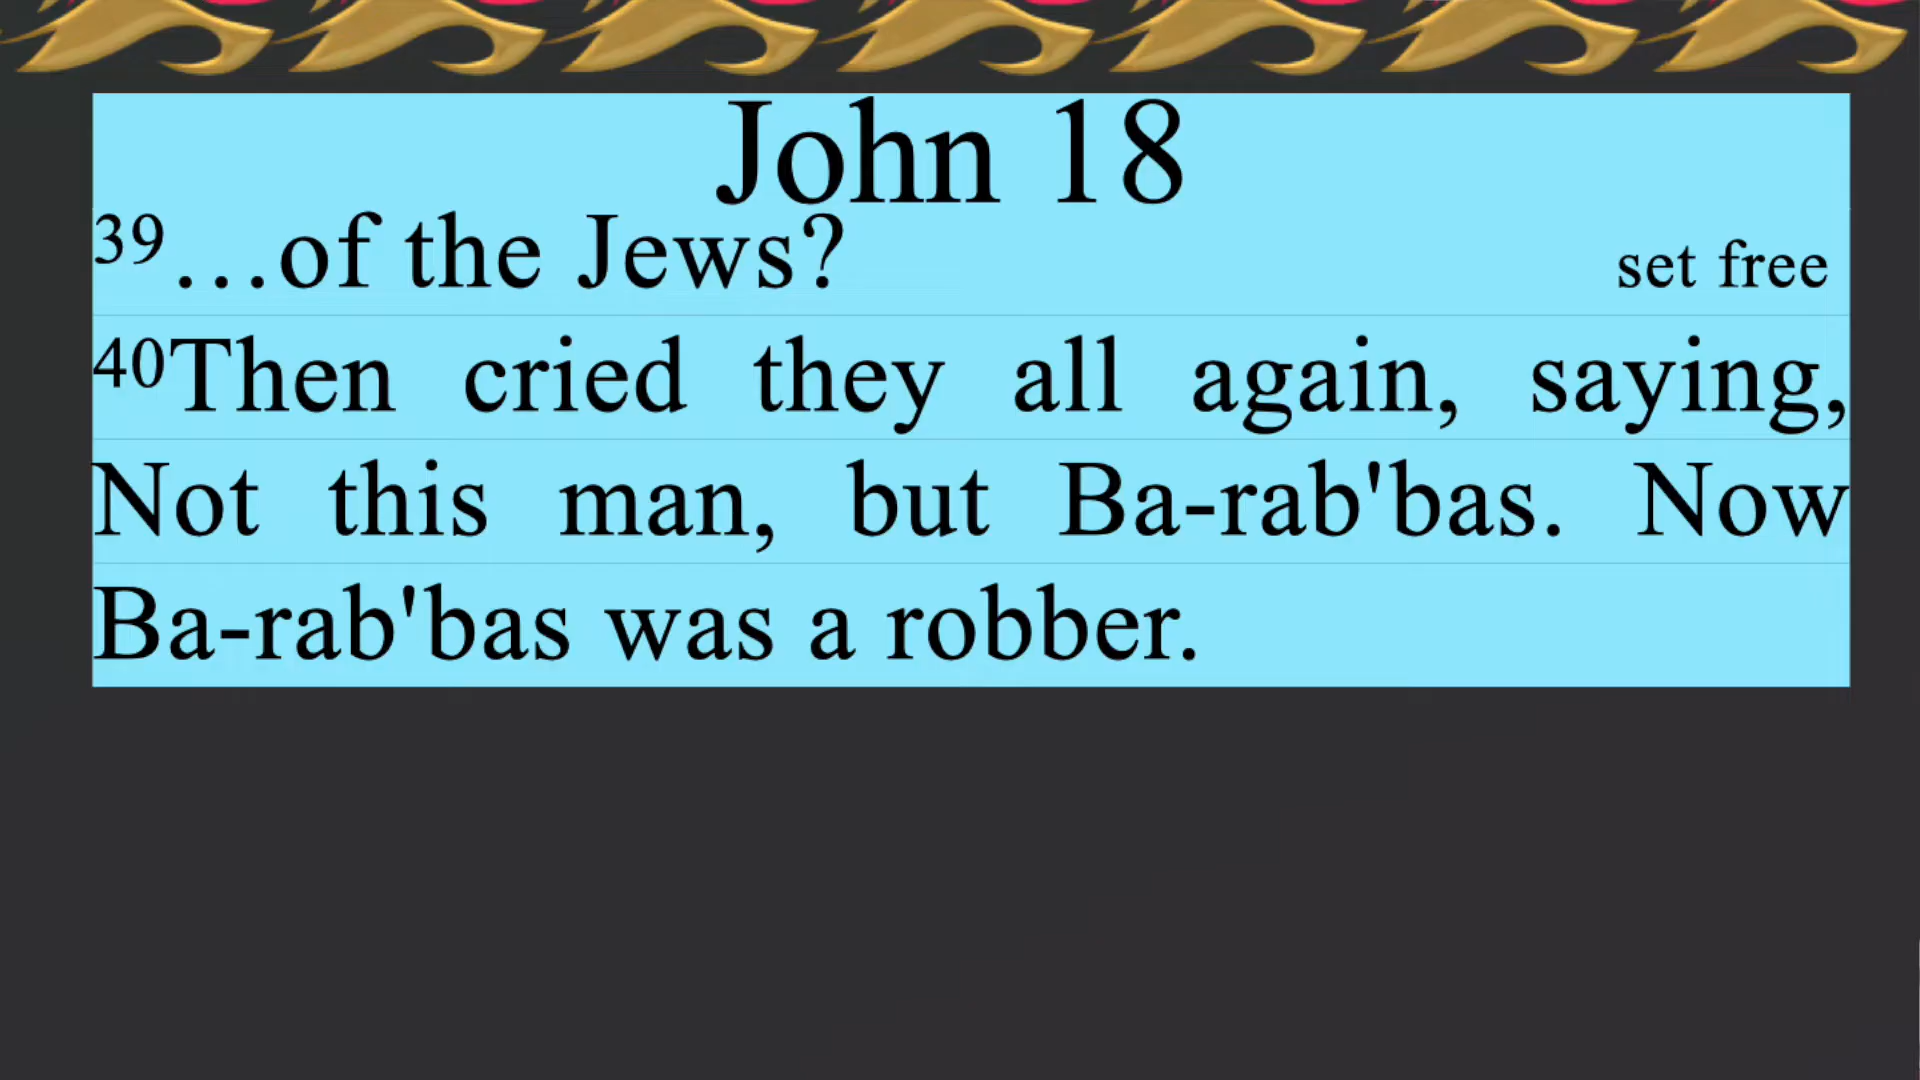 John 18
39…of the Jews? set free
40Then cried they all again, saying,
Not this man, but Ba-rab'bas. Now
Ba-rab'bas was a robber.